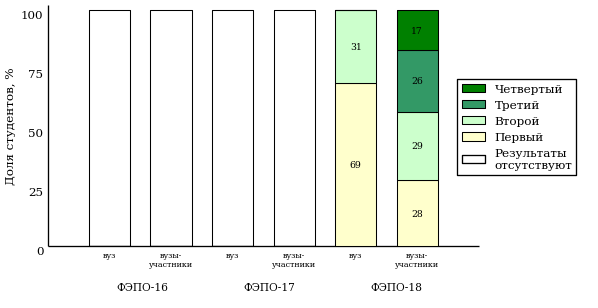 Доля студентов, %
100
75
50
25
0
31
69
17
26
29
28
вуз
вузы-
участники
вуз
вузы-
участники
вуз
вузы-
участники
ФЭПО-16
ФЭПО-17
ФЭПО-18
Четвертый
Третий
Второй
Первый
Результаты
отсутствуют